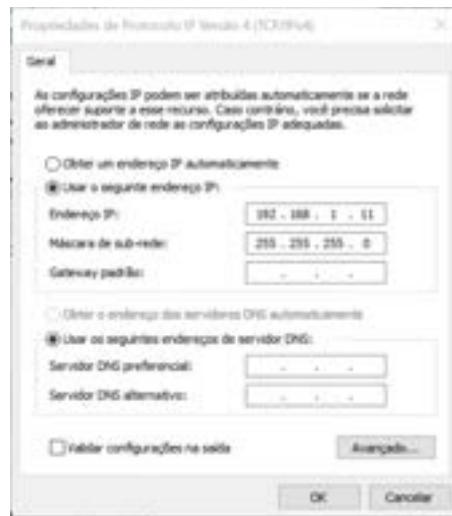 Propriedades de Protocolo IP Versão 4 (TCP/IPv4)
Geral
As configurações IP podem ser atribuídas automaticamente se a rede
oferecer suporte a esse recurso. Caso contrário, você precisa solicitar
ao administrador de rede as configurações IP adequadas.
Obter um endereço IP automaticamente
Usar o seguinte endereço IP:
Endereço IP: 192 . 168 . 1 . 11
Máscara de sub-rede: 255 . 255 . 255 . 0
Gateway padrão: . . .
Obter o endereço dos servidores DNS automaticamente
Usar os seguintes endereços de servidor DNS:
Servidor DNS preferencial: . . .
Servidor DNS alternativo: . . .
Validar configurações na saída
Avançado...
OK Cancelar